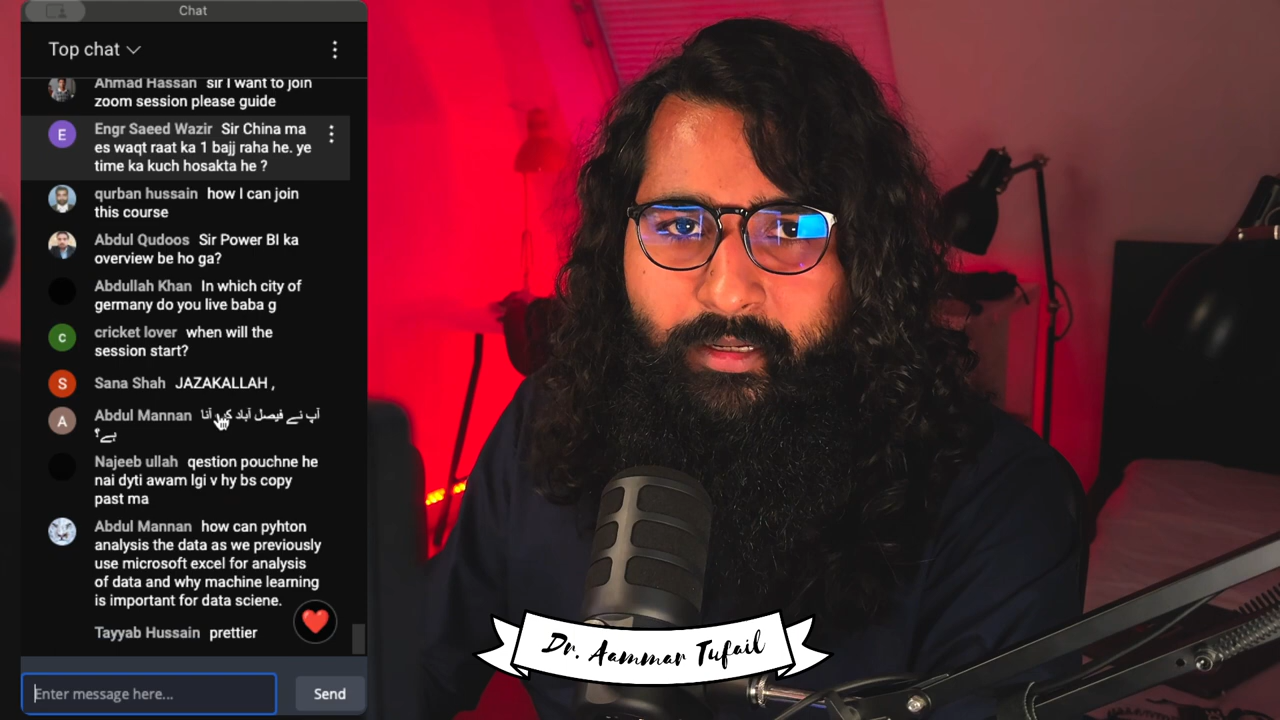 Chat
Top chat
Ahmad Hassan sir I want to join
zoom session please guide
E
Engr Saeed Wazir Sir China ma
es waqt raat ka 1 bajj raha he. ye
time ka kuch hosakta he ?
qurban hussain how I can join
this course
Abdul Qudoos Sir Power BI ka
overview be ho ga?
Abdullah Khan In which city of
germany do you live baba g
c
cricket lover when will the
session start?
S
Sana Shah JAZAKALLAH ,
A
Abdul Mannan آپ نے فیصل آباد کب آنا
ہے؟
Najeeb ullah qestion pouchne he
nai dyti awam lgi v hy bs copy
past ma
Abdul Mannan how can pyhton
analysis the data as we previously
use microsoft excel for analysis
of data and why machine learning
is important for data sciene.
Tayyab Hussain prettier
Enter message here...
Send
Dr. Aammar Tufail